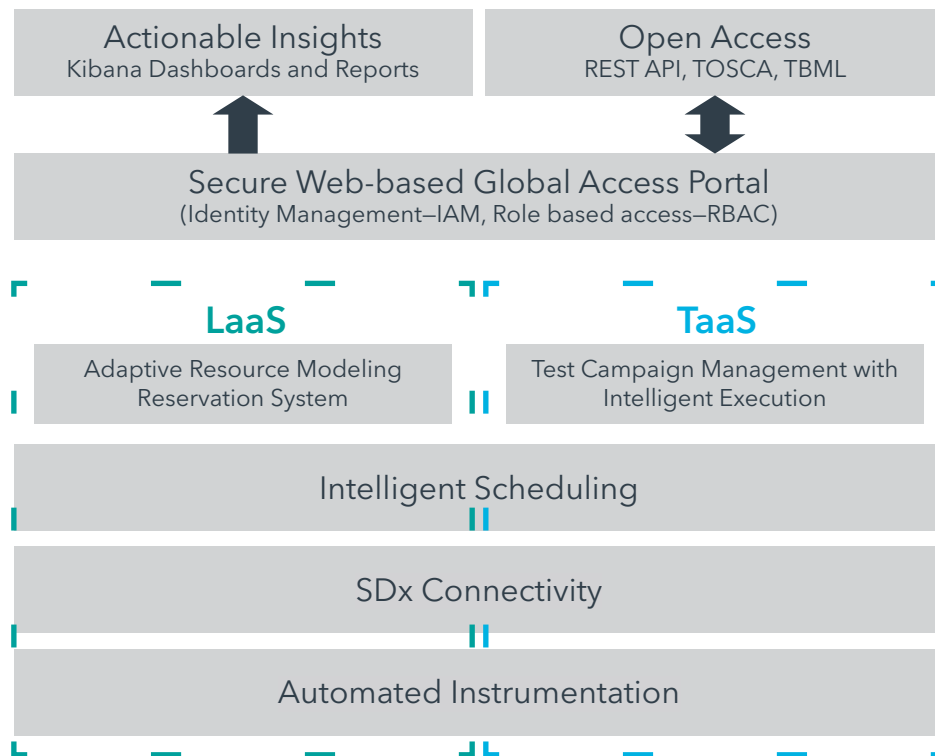 Actionable Insights
Kibana Dashboards and Reports
Open Access
REST API, TOSCA, TBML
Secure Web-based Global Access Portal
(Identity Management—IAM, Role based access—RBAC)
LaaS
Adaptive Resource Modeling
Reservation System
TaaS
Test Campaign Management with
Intelligent Execution
Intelligent Scheduling
SDx Connectivity
Automated Instrumentation